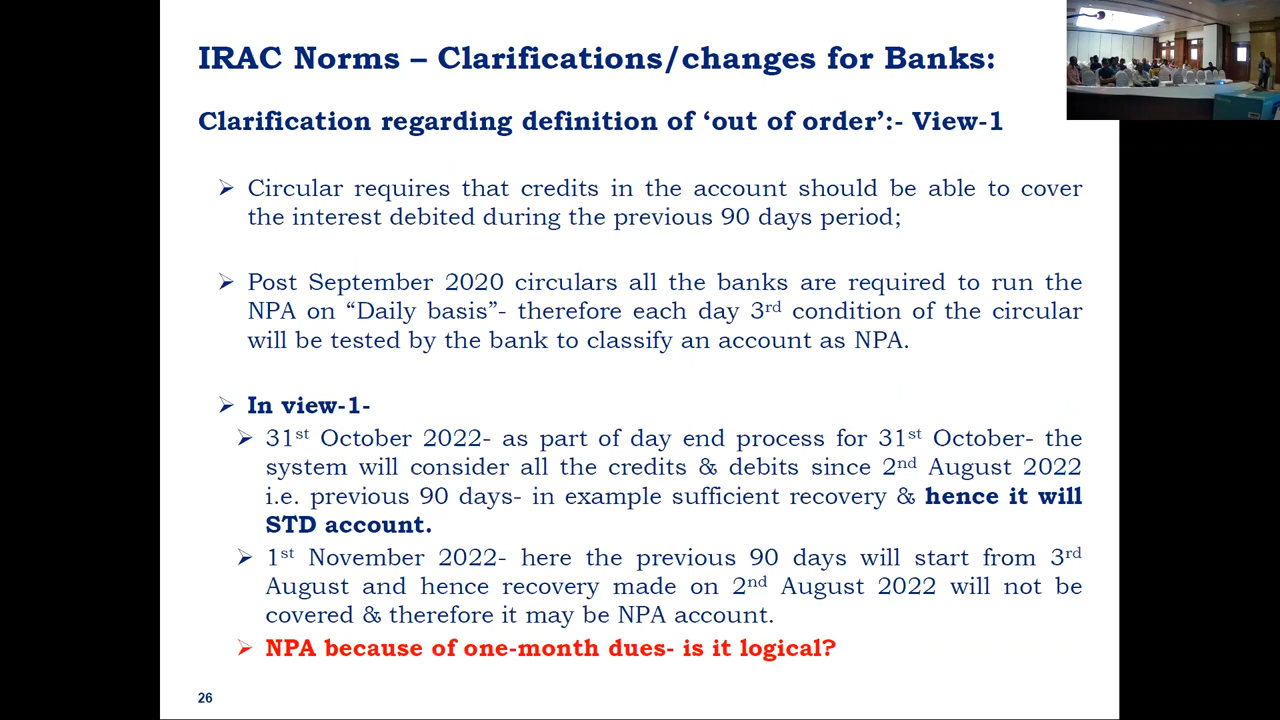 IRAC Norms – Clarifications/changes for Banks:
Clarification regarding definition of ‘out of order’:- View-1
➢ Circular requires that credits in the account should be able to cover
the interest debited during the previous 90 days period;
➢ Post September 2020 circulars all the banks are required to run the
NPA on “Daily basis”- therefore each day 3rd condition of the circular
will be tested by the bank to classify an account as NPA.
➢ In view-1-
➢ 31st October 2022- as part of day end process for 31st October- the
system will consider all the credits & debits since 2nd August 2022
i.e. previous 90 days- in example sufficient recovery & hence it will
STD account.
➢ 1st November 2022- here the previous 90 days will start from 3rd
August and hence recovery made on 2nd August 2022 will not be
covered & therefore it may be NPA account.
➢ NPA because of one-month dues- is it logical?
26